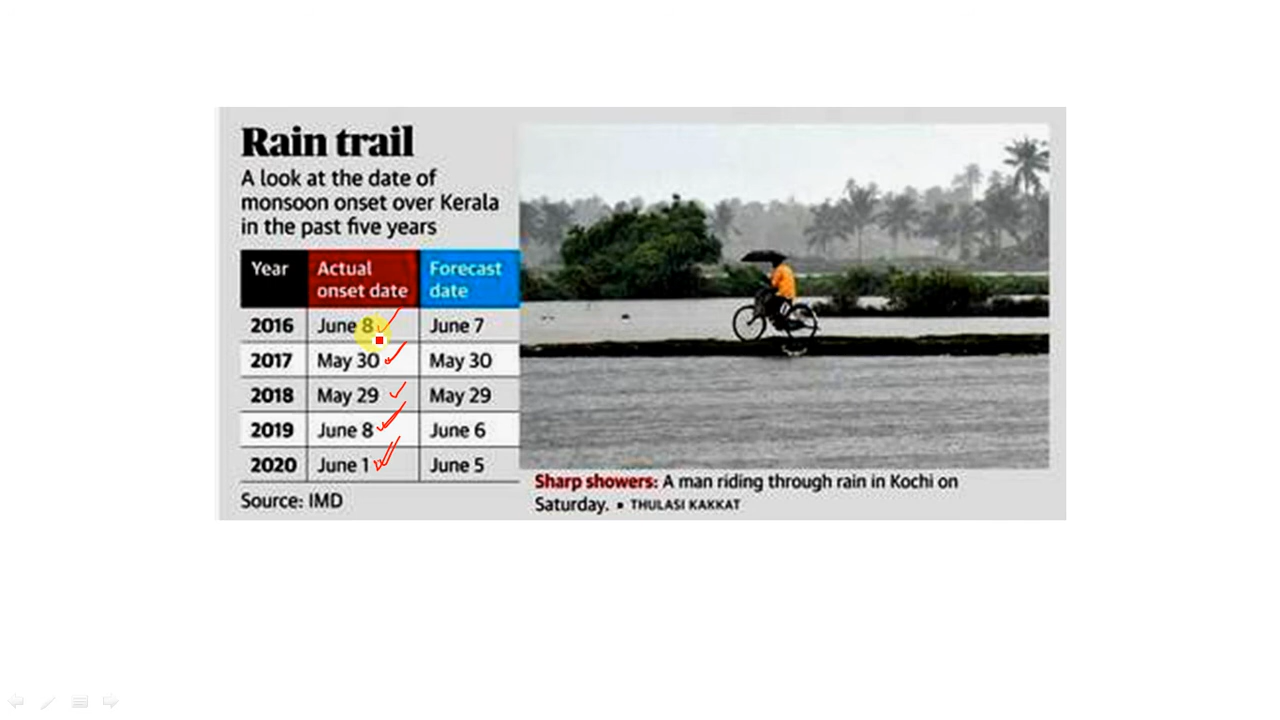 Rain trail
A look at the date of
monsoon onset over Kerala
in the past five years
Year Actual onset date Forecast date
2016 June 8 June 7
2017 May 30 May 30
2018 May 29 May 29
2019 June 8 June 6
2020 June 1 June 5
Source: IMD
Sharp showers: A man riding through rain in Kochi on
Saturday. ▪ THULASI KAKKAT